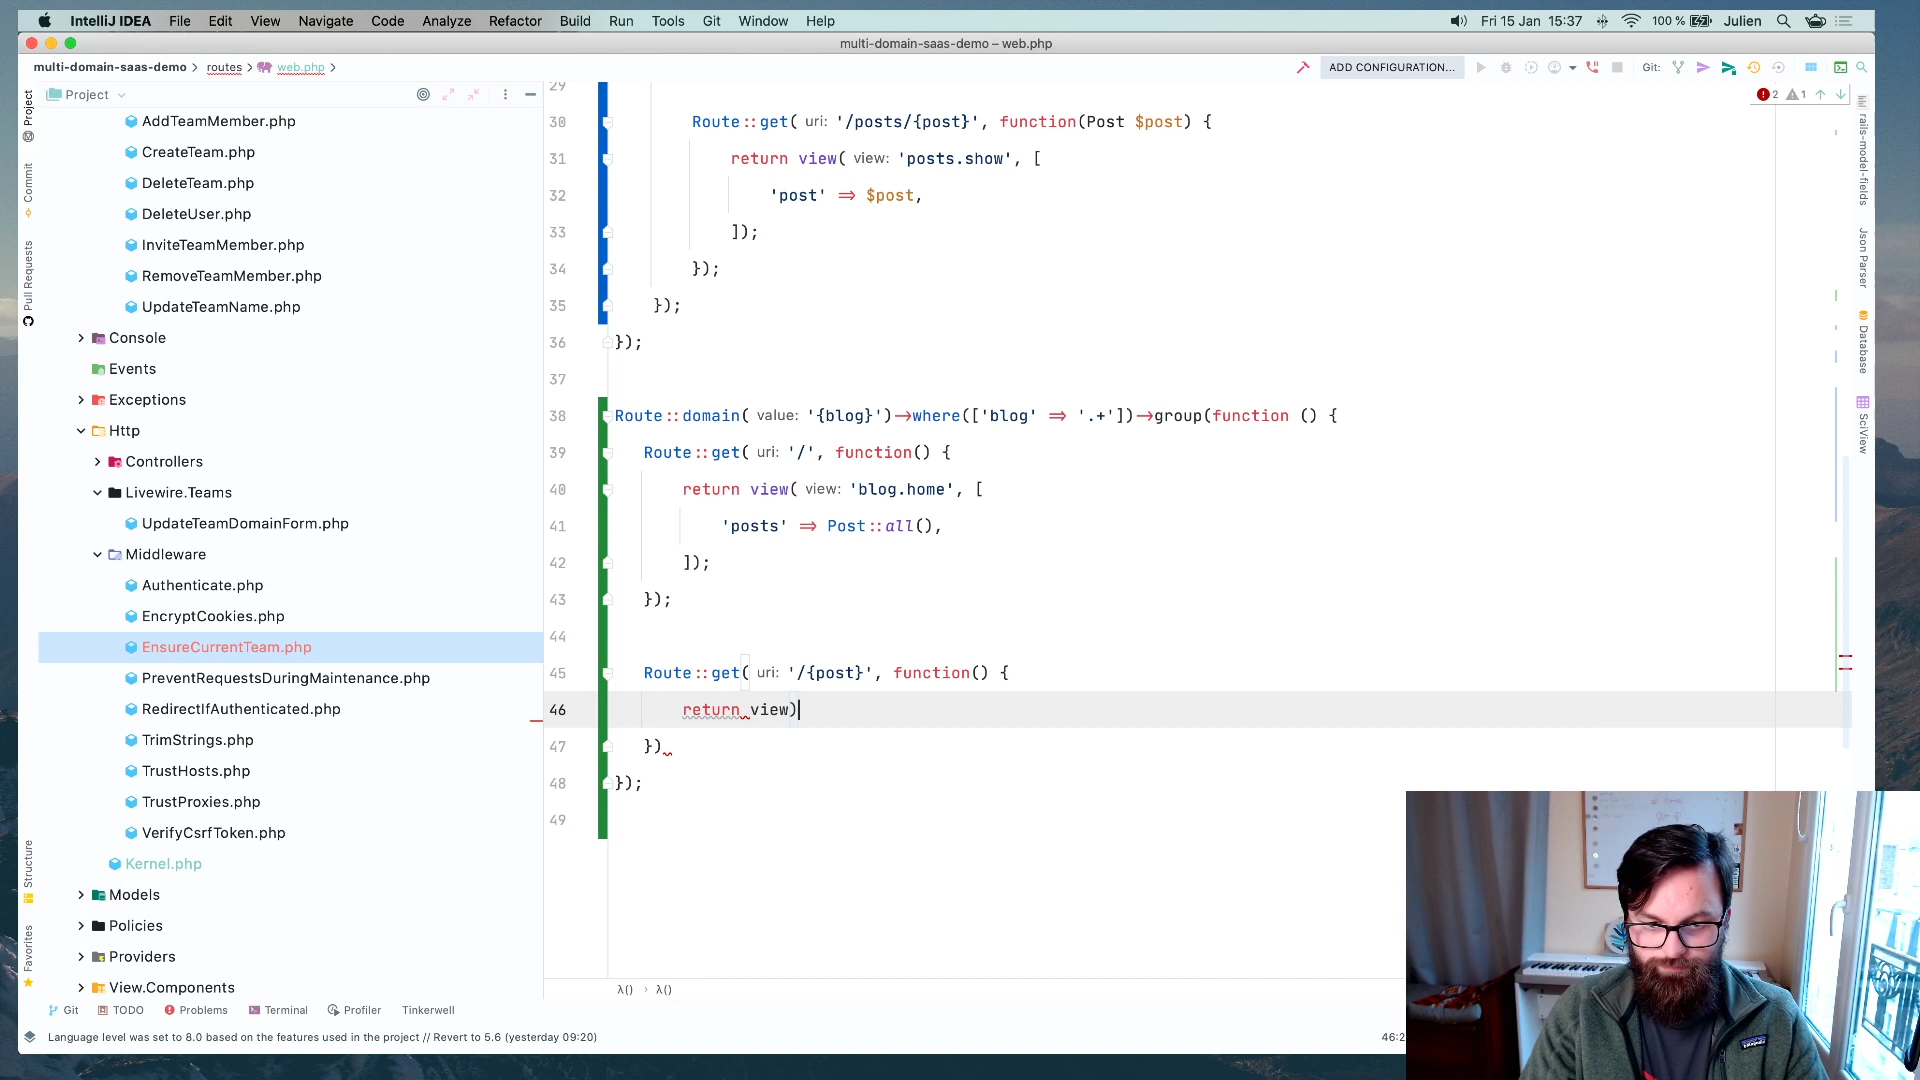 IntelliJ IDEA File Edit View Navigate Code Analyze Refactor Build Run Tools Git Window Help Fri 15 Jan 15:37 100 % Julien
multi-domain-saas-demo – web.php
multi-domain-saas-demo routes web.php ADD CONFIGURATION... Git:
Project
2 1
Project
Commit
Pull Requests
Structure
Favorites
AddTeamMember.php
CreateTeam.php
DeleteTeam.php
DeleteUser.php
InviteTeamMember.php
RemoveTeamMember.php
UpdateTeamName.php
Console
Events
Exceptions
Http
Controllers
Livewire.Teams
UpdateTeamDomainForm.php
Middleware
Authenticate.php
EncryptCookies.php
EnsureCurrentTeam.php
PreventRequestsDuringMaintenance.php
RedirectIfAuthenticated.php
TrimStrings.php
TrustHosts.php
TrustProxies.php
VerifyCsrfToken.php
Kernel.php
Models
Policies
Providers
View.Components
29
30 Route::get( uri: '/posts/{post}', function(Post $post) {
31 return view( view: 'posts.show', [
32 'post' => $post,
33 ]);
34 });
35 });
36 });
37
38 Route::domain( value: '{blog}')->where(['blog' => '.+'])->group(function () {
39 Route::get( uri: '/', function() {
40 return view( view: 'blog.home', [
41 'posts' => Post::all(),
42 ]);
43 });
44
45 Route::get( uri: '/{post}', function() {
46 return view)
47 })
48 });
49
λ() › λ()
rails-model-fields
Json Parser
Database
SciView
Git TODO Problems Terminal Profiler Tinkerwell
Language level was set to 8.0 based on the features used in the project // Revert to 5.6 (yesterday 09:20) 46:2